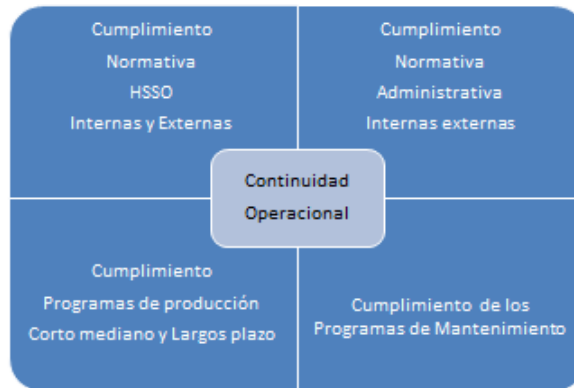 Cumplimiento
Normativa
HSSO
Internas y Externas
Cumplimiento
Normativa
Administrativa
Internas externas
Continuidad
Operacional
Cumplimiento
Programas de producción
Corto mediano y Largos plazo
Cumplimiento de los
Programas de Mantenimiento